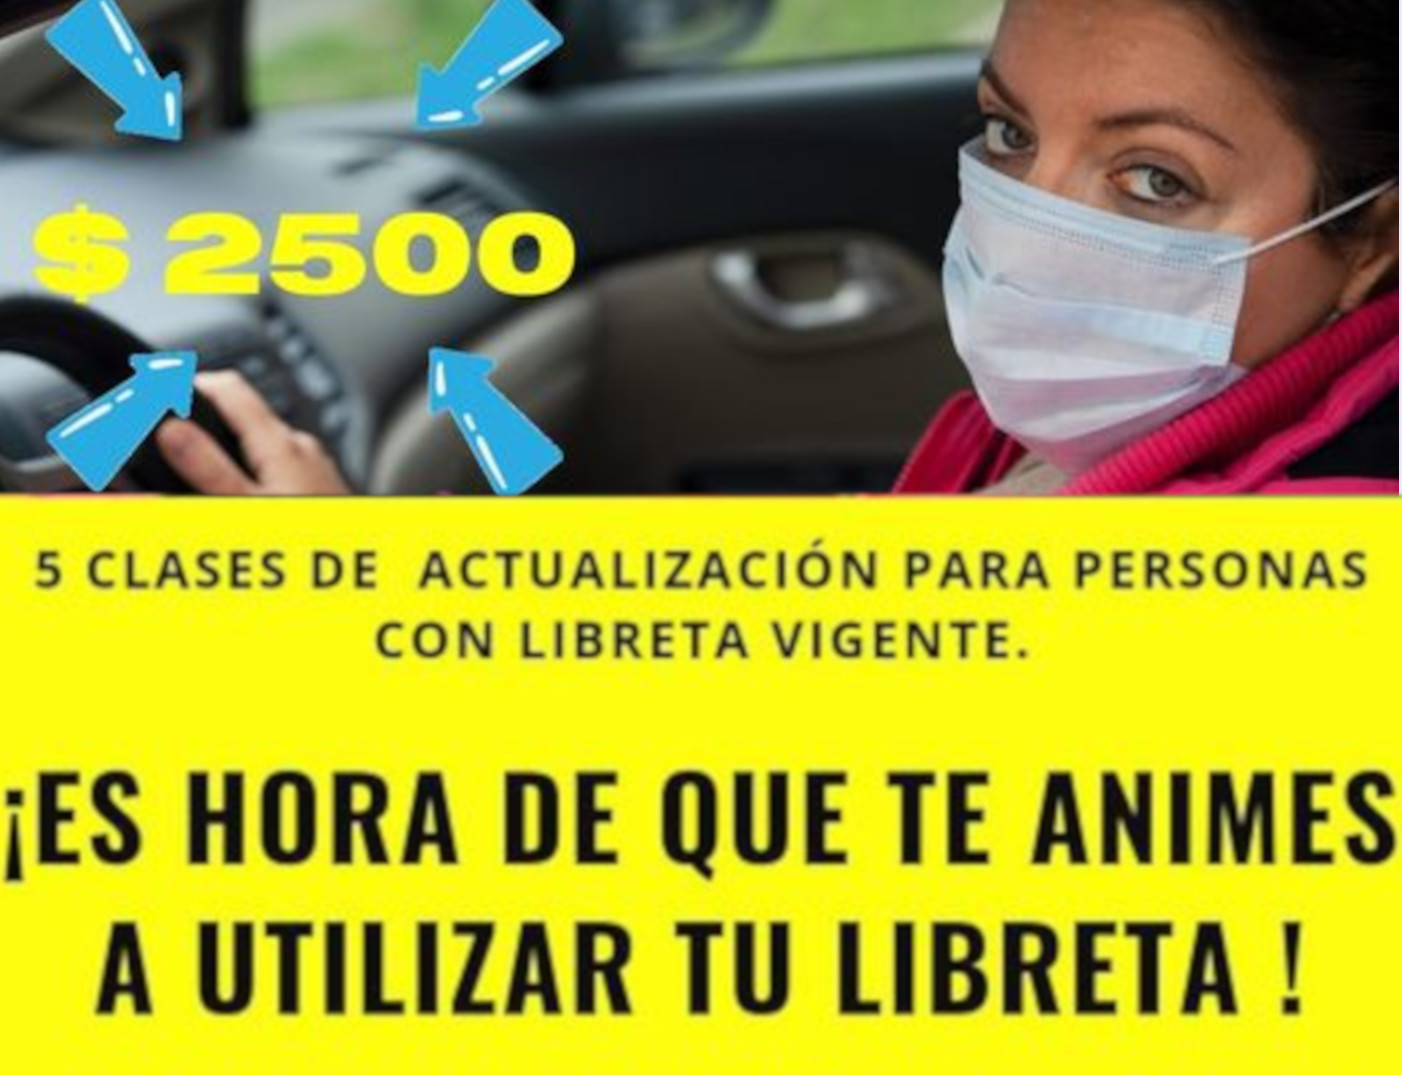 $ 2500
5 CLASES DE ACTUALIZACIÓN PARA PERSONAS
CON LIBRETA VIGENTE.
¡ES HORA DE QUE TE ANIMES
A UTILIZAR TU LIBRETA !